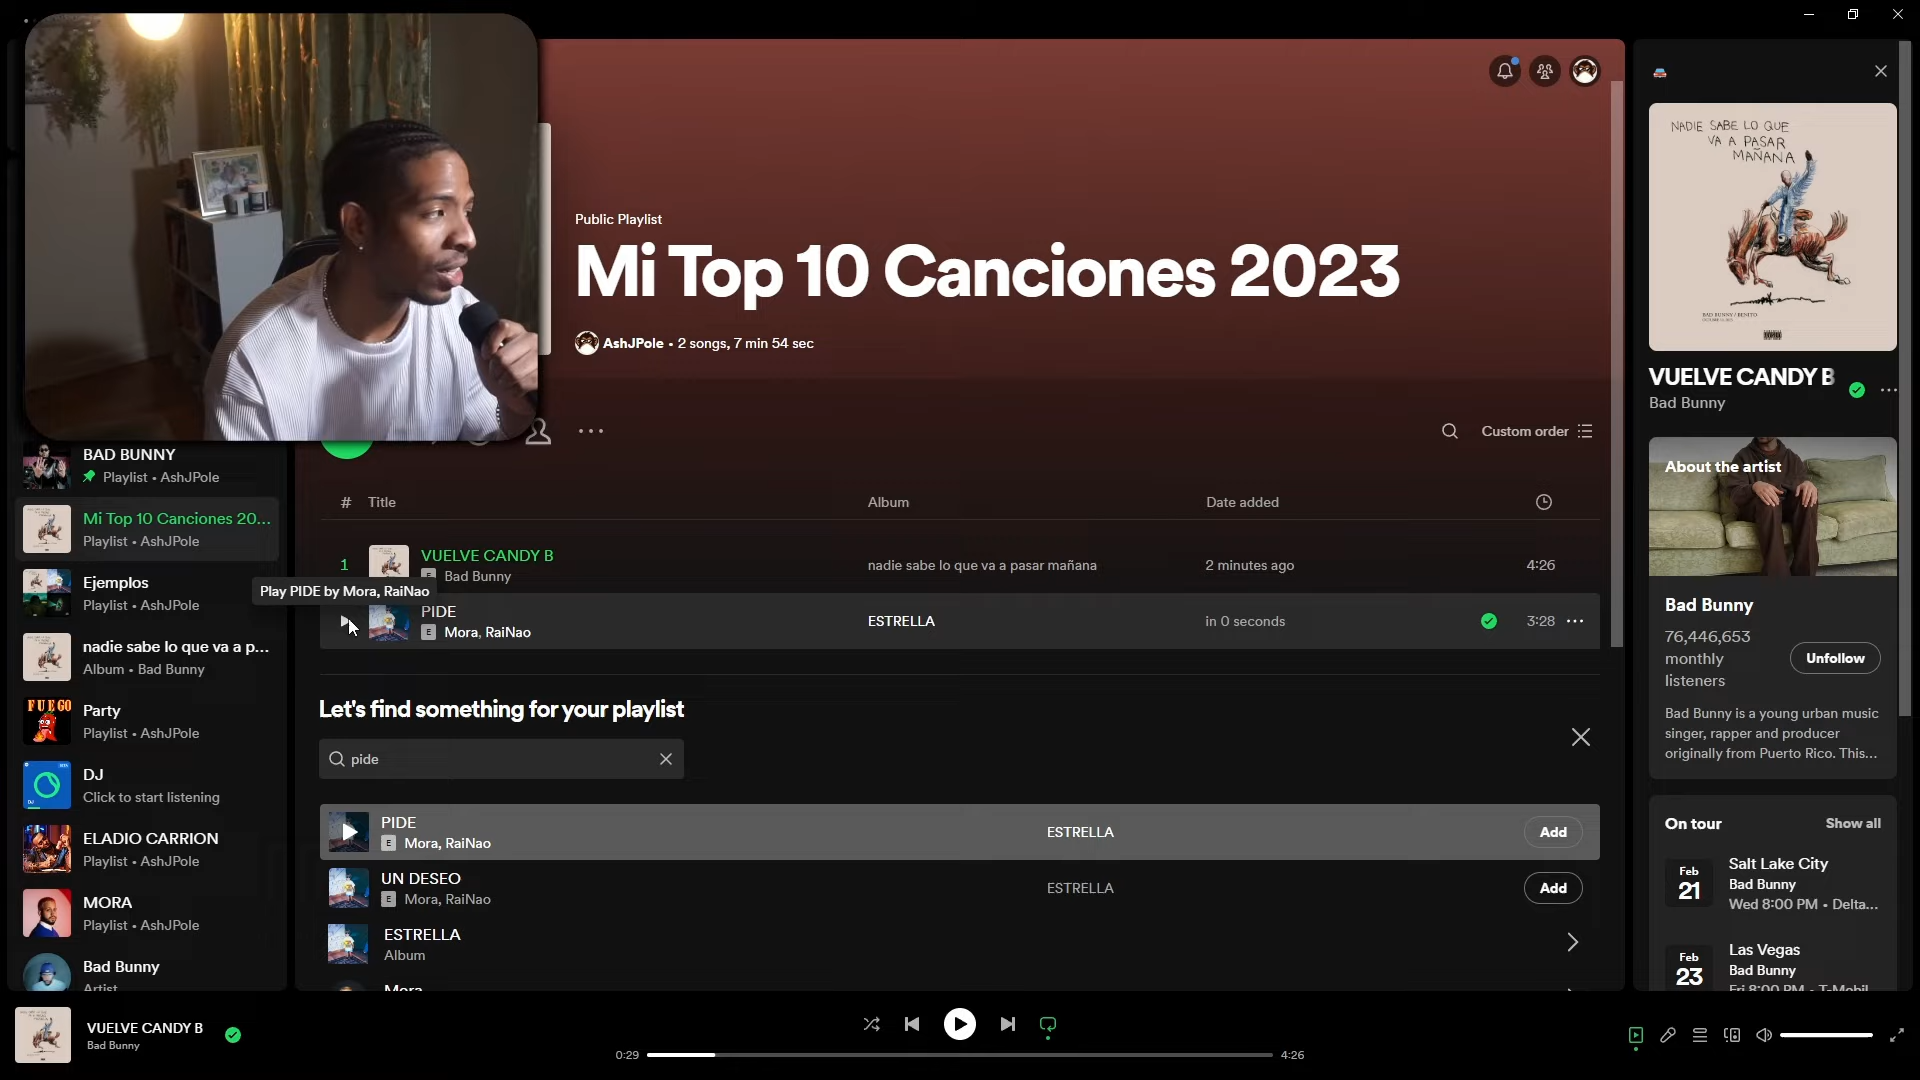 Public Playlist
Mi Top 10 Canciones 2023
AshJPole • 2 songs, 7 min 54 sec
Custom order
# Title Album Date added
1 VUELVE CANDY B nadie sabe lo que va a pasar mañana 2 minutes ago 4:26
E Bad Bunny
Play PIDE by Mora, RaiNao
PIDE ESTRELLA in 0 seconds 3:28
E Mora, RaiNao
Let's find something for your playlist
pide
PIDE ESTRELLA Add
E Mora, RaiNao
UN DESEO ESTRELLA Add
E Mora, RaiNao
ESTRELLA
Album
Mora
BAD BUNNY
Playlist • AshJPole
Mi Top 10 Canciones 20...
Playlist • AshJPole
Ejemplos
Playlist • AshJPole
nadie sabe lo que va a p...
Album • Bad Bunny
FUEGO
Party
Playlist • AshJPole
DJ
Click to start listening
ELADIO CARRION
Playlist • AshJPole
MORA
Playlist • AshJPole
Bad Bunny
Artist
NADIE SABE LO QUE
VA A PASAR
MAÑANA
BAD BUNNY / BENITO
VUELVE CANDY B
Bad Bunny
About the artist
Bad Bunny
76,446,653
monthly
listeners
Unfollow
Bad Bunny is a young urban music
singer, rapper and producer
originally from Puerto Rico. This...
On tour Show all
Feb
21
Salt Lake City
Bad Bunny
Wed 8:00 PM • Delta...
Feb
23
Las Vegas
Bad Bunny
Fri 8:00 PM • T-Mobil
VUELVE CANDY B
Bad Bunny
0:29 4:26